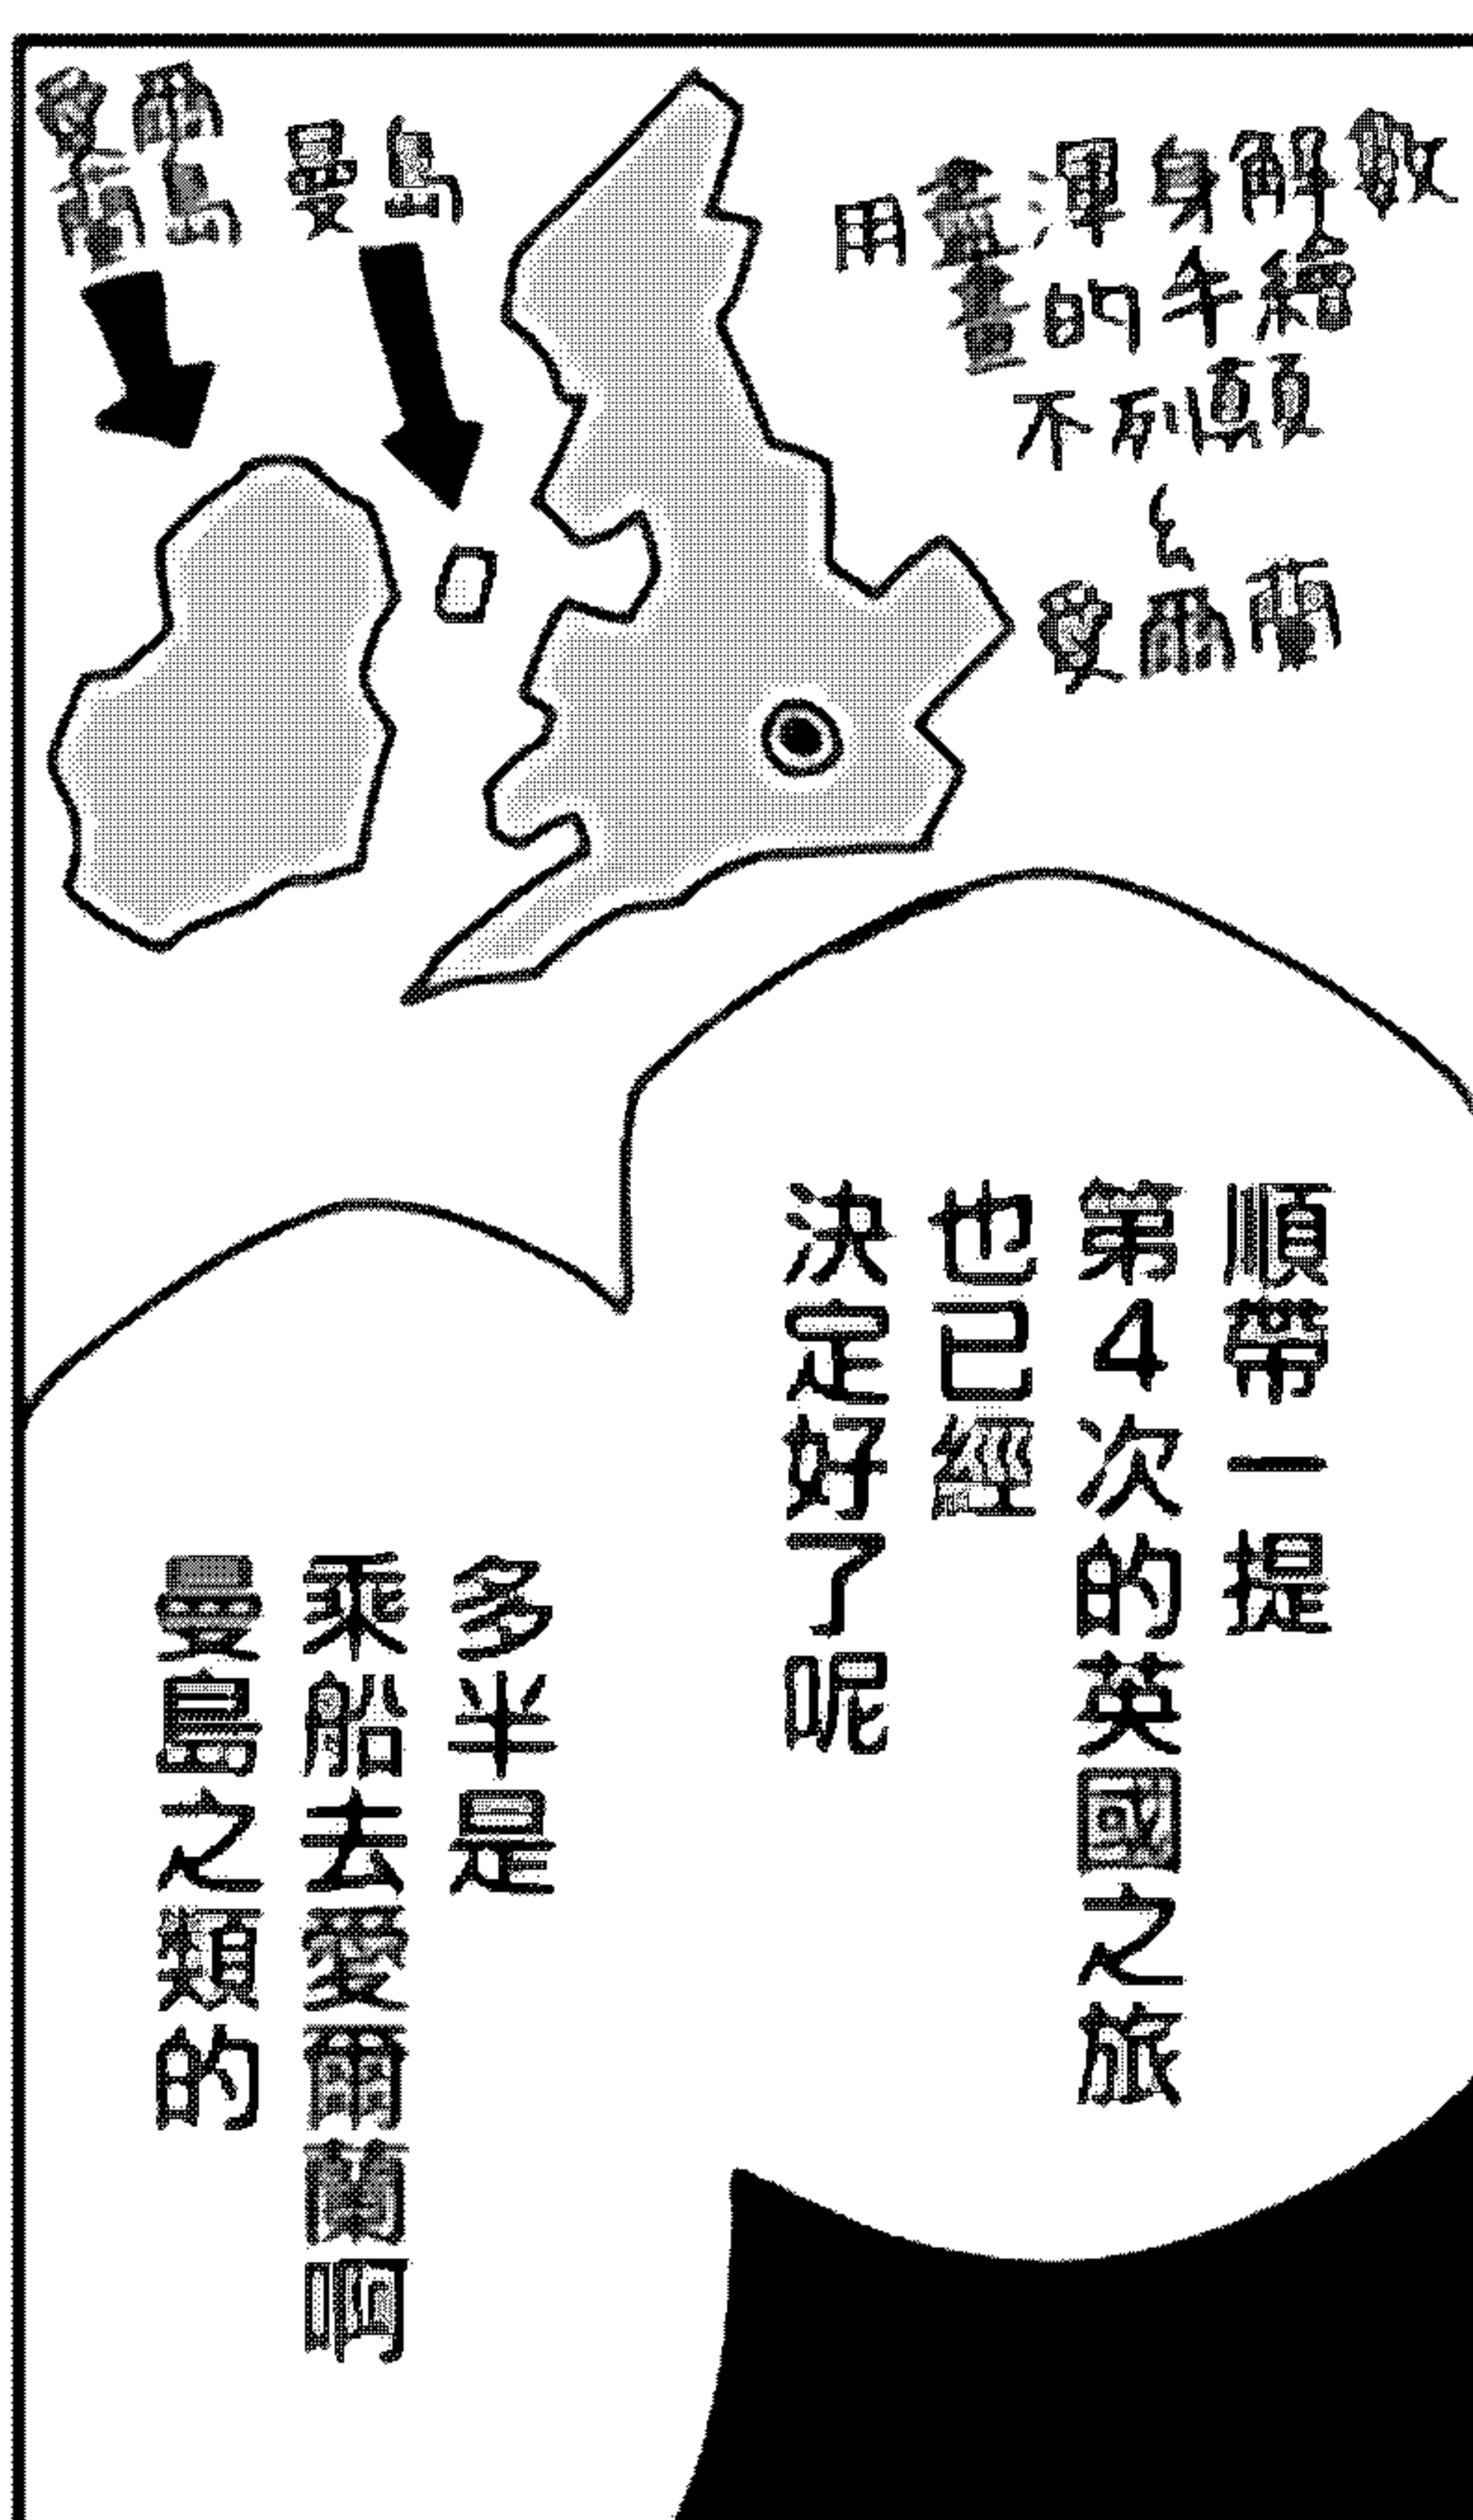 用盡渾身解數
畫的手繪
不列顛
愛爾蘭
曼島
愛爾
蘭島
順帶一提
第4次的英國之旅
也已經
決定好了呢
多半是
乘船去愛爾蘭啊
曼島之類的